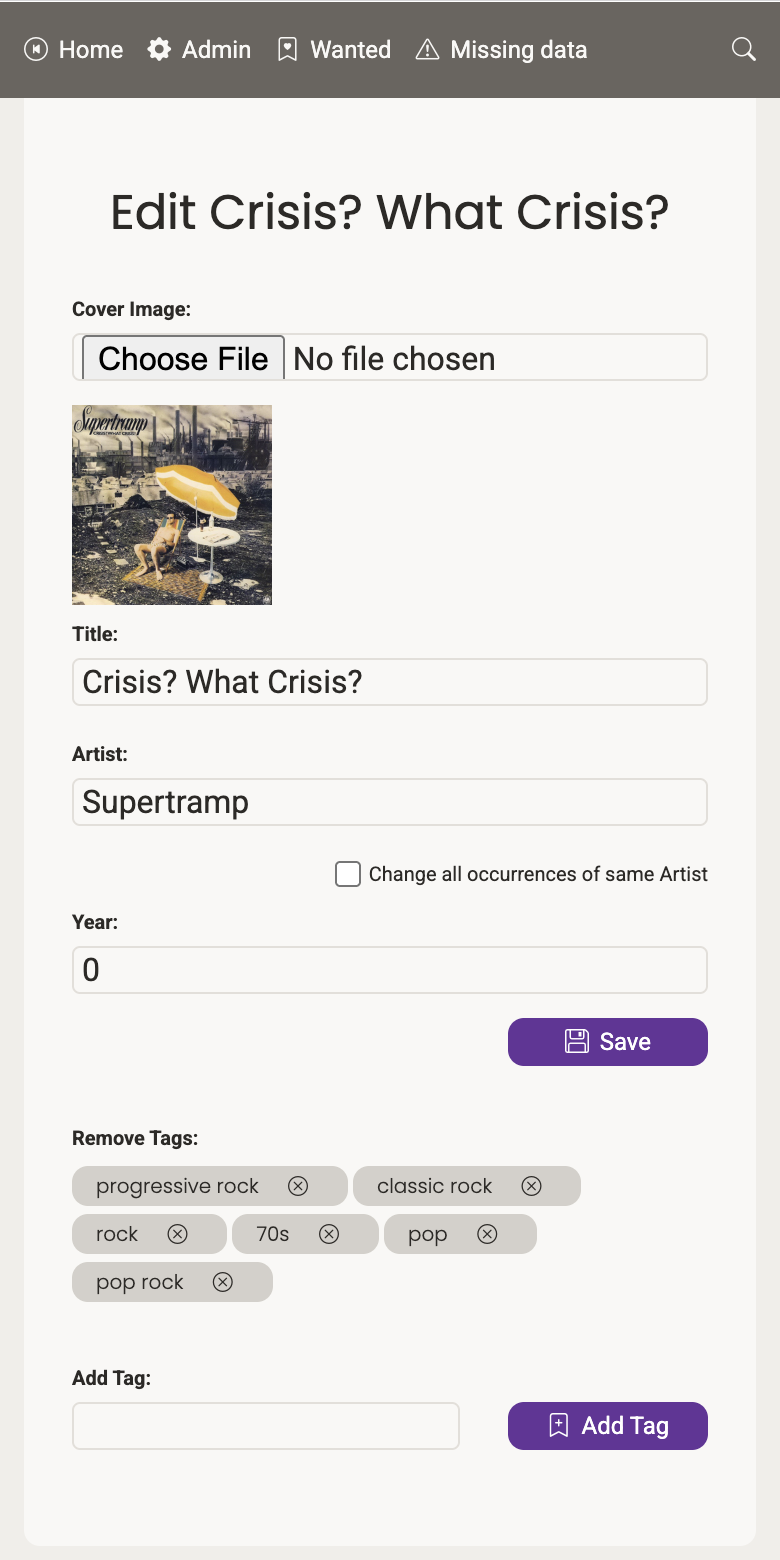 Home Admin Wanted Missing data
Edit Crisis? What Crisis?
Cover Image:
Choose File No file chosen
Supertramp
CRISIS? WHAT CRISIS?
Title:
Crisis? What Crisis?
Artist:
Supertramp
Change all occurrences of same Artist
Year:
0
Save
Remove Tags:
progressive rock classic rock
rock 70s pop
pop rock
Add Tag:
Add Tag